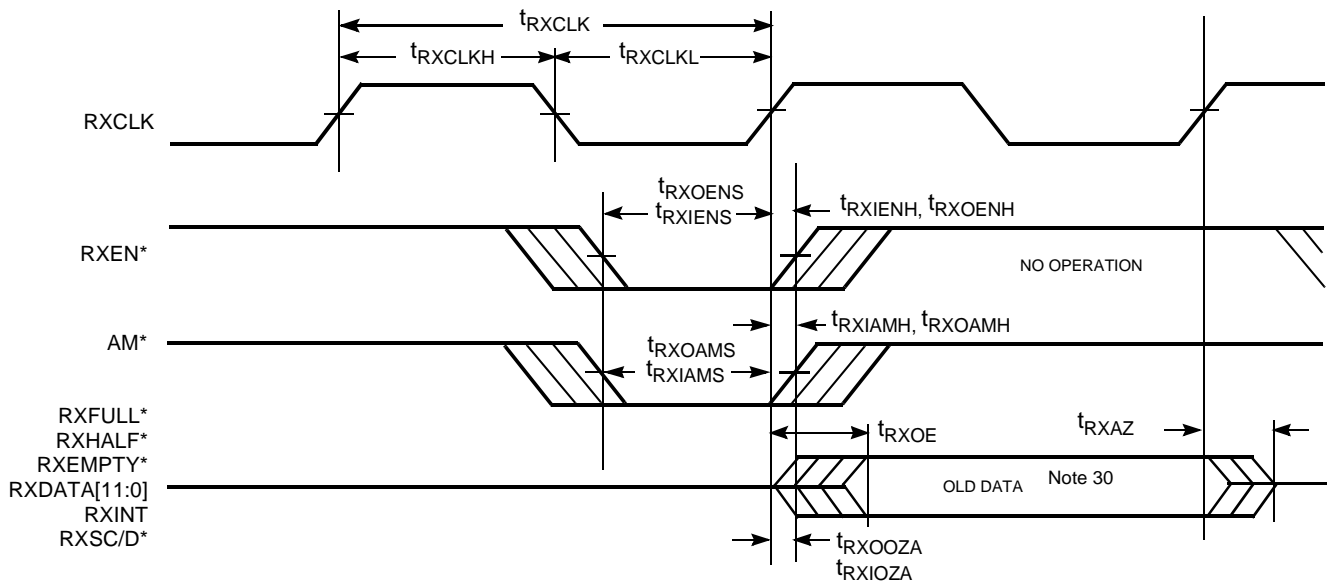 tRXCLK
tRXCLKH
tRXCLKL
RXCLK
tRXOENS
tRXIENS
tRXIENH, tRXOENH
RXEN*
NO OPERATION
tRXIAMH, tRXOAMH
AM*
tRXOAMS
tRXIAMS
RXFULL*
RXHALF*
RXEMPTY*
RXDATA[11:0]
RXINT
RXSC/D*
tRXOE
tRXAZ
OLD DATA
Note 30
tRXOOZA
tRXIOZA